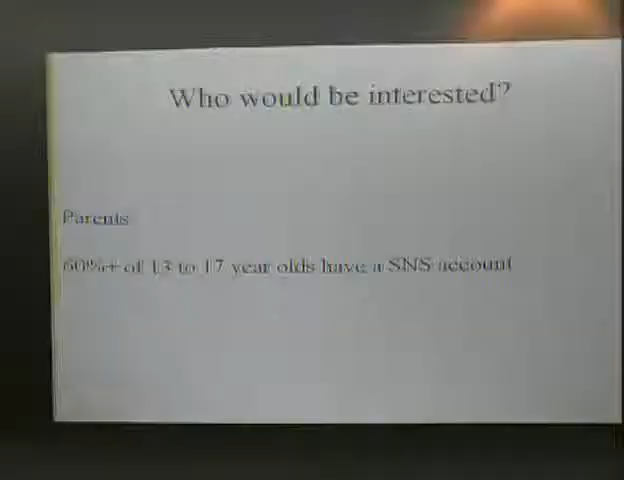 Who would be interested?
Parents
60%+ of 13 to 17 year olds have a SNS account